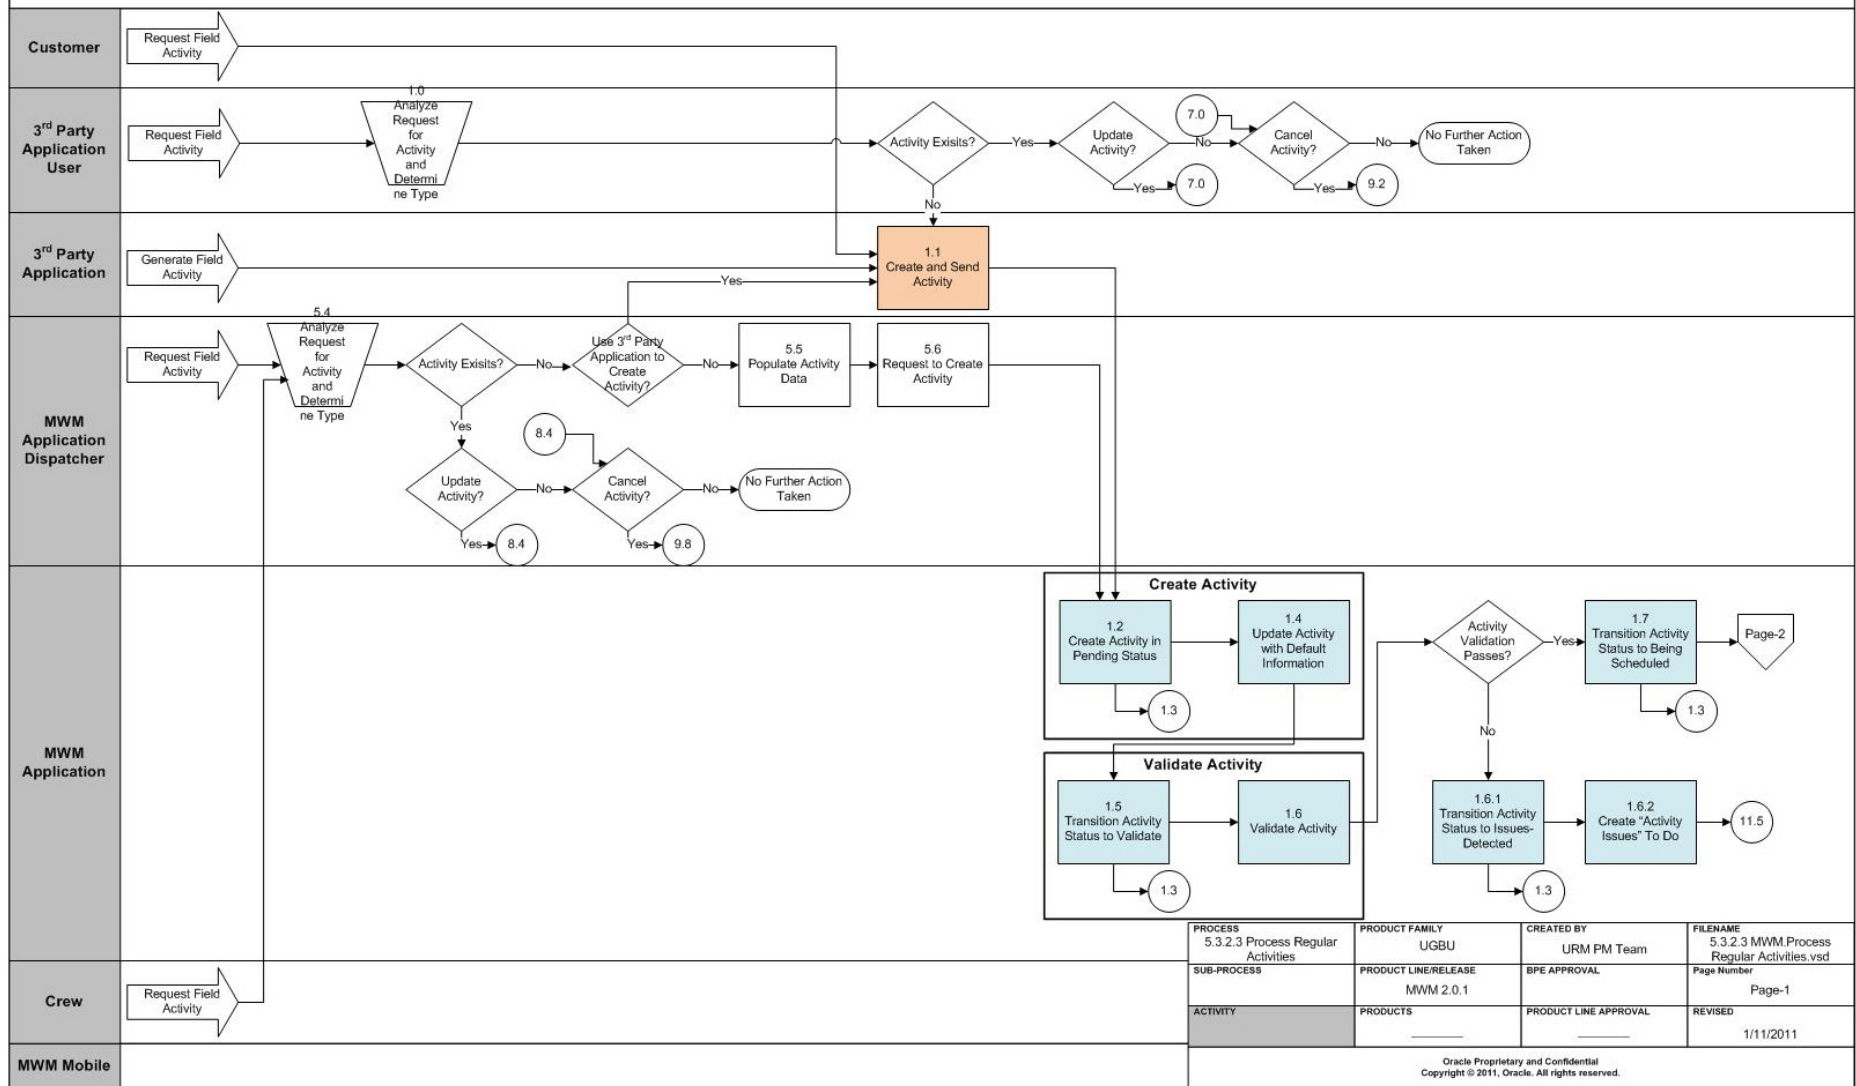 Customer
Request Field
Activity
3rd Party
Application
User
Request Field
Activity
1.0
Analyze
Request
for
Activity
and
Determi
ne Type
Activity Exisits?
Yes
No
Update
Activity?
No
Yes
7.0
7.0
Cancel
Activity?
No
Yes
9.2
No Further Action
Taken
3rd Party
Application
Generate Field
Activity
Yes
1.1
Create and Send
Activity
MWM
Application
Dispatcher
Request Field
Activity
5.4
Analyze
Request
for
Activity
and
Determi
ne Type
Activity Exisits?
No
Yes
Use 3rd Party
Application to
Create
Activity?
No
5.5
Populate Activity
Data
5.6
Request to Create
Activity
Update
Activity?
No
Yes
8.4
8.4
Cancel
Activity?
No
Yes
9.8
No Further Action
Taken
MWM
Application
Create Activity
1.2
Create Activity in
Pending Status
1.3
1.4
Update Activity
with Default
Information
Validate Activity
1.5
Transition Activity
Status to Validate
1.3
1.6
Validate Activity
Activity
Validation
Passes?
Yes
No
1.7
Transition Activity
Status to Being
Scheduled
1.3
Page-2
1.6.1
Transition Activity
Status to Issues-
Detected
1.3
1.6.2
Create "Activity
Issues" To Do
11.5
Crew
Request Field
Activity
MWM Mobile
PROCESS
5.3.2.3 Process Regular
Activities
PRODUCT FAMILY
UGBU
CREATED BY
URM PM Team
FILENAME
5.3.2.3 MWM.Process
Regular Activities.vsd
SUB-PROCESS
PRODUCT LINE/RELEASE
MWM 2.0.1
BPE APPROVAL
Page Number
Page-1
ACTIVITY
PRODUCTS
PRODUCT LINE APPROVAL
REVISED
1/11/2011
Oracle Proprietary and Confidential
Copyright © 2011, Oracle. All rights reserved.